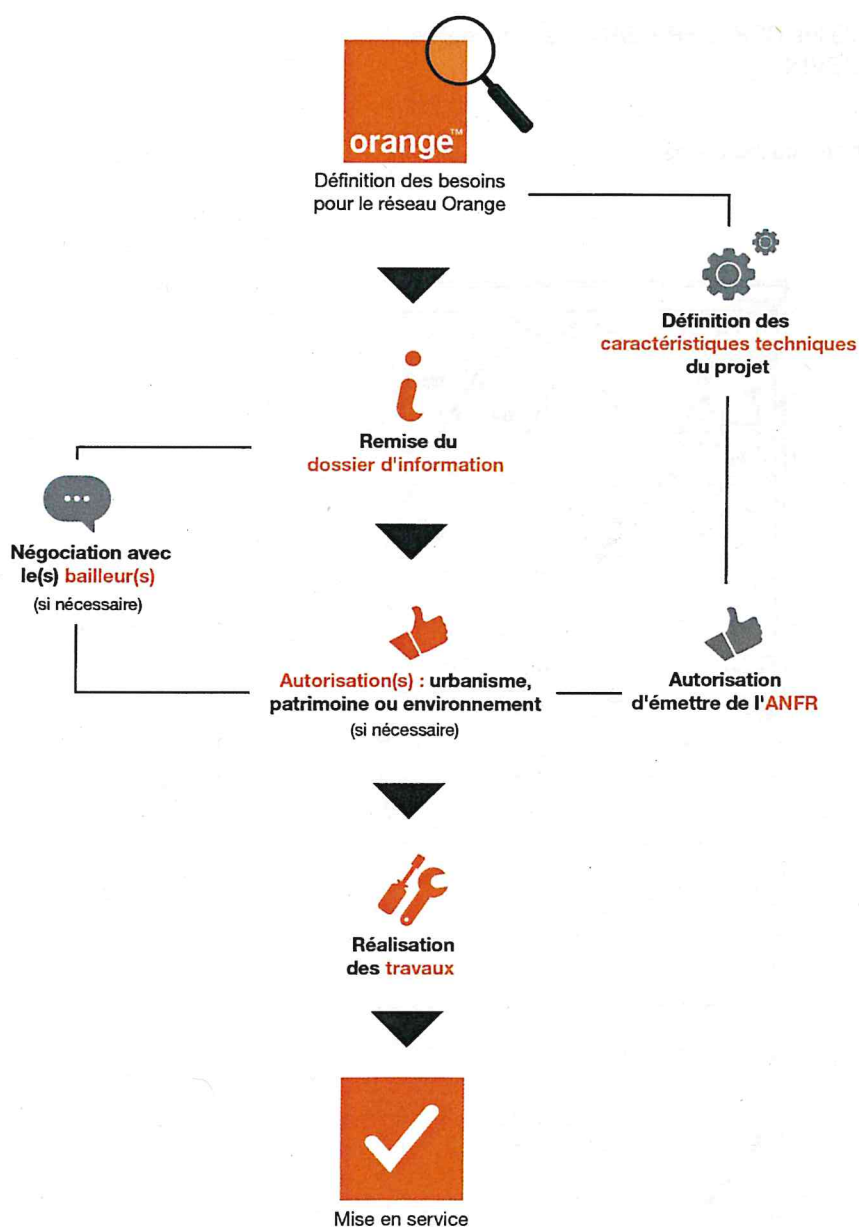 orange™
Définition des besoins
pour le réseau Orange
Définition des
caractéristiques techniques
du projet
Remise du
dossier d'information
Négociation avec
le(s) bailleur(s)
(si nécessaire)
Autorisation(s) : urbanisme,
patrimoine ou environnement
(si nécessaire)
Autorisation
d'émettre de l'ANFR
Réalisation
des travaux
Mise en service